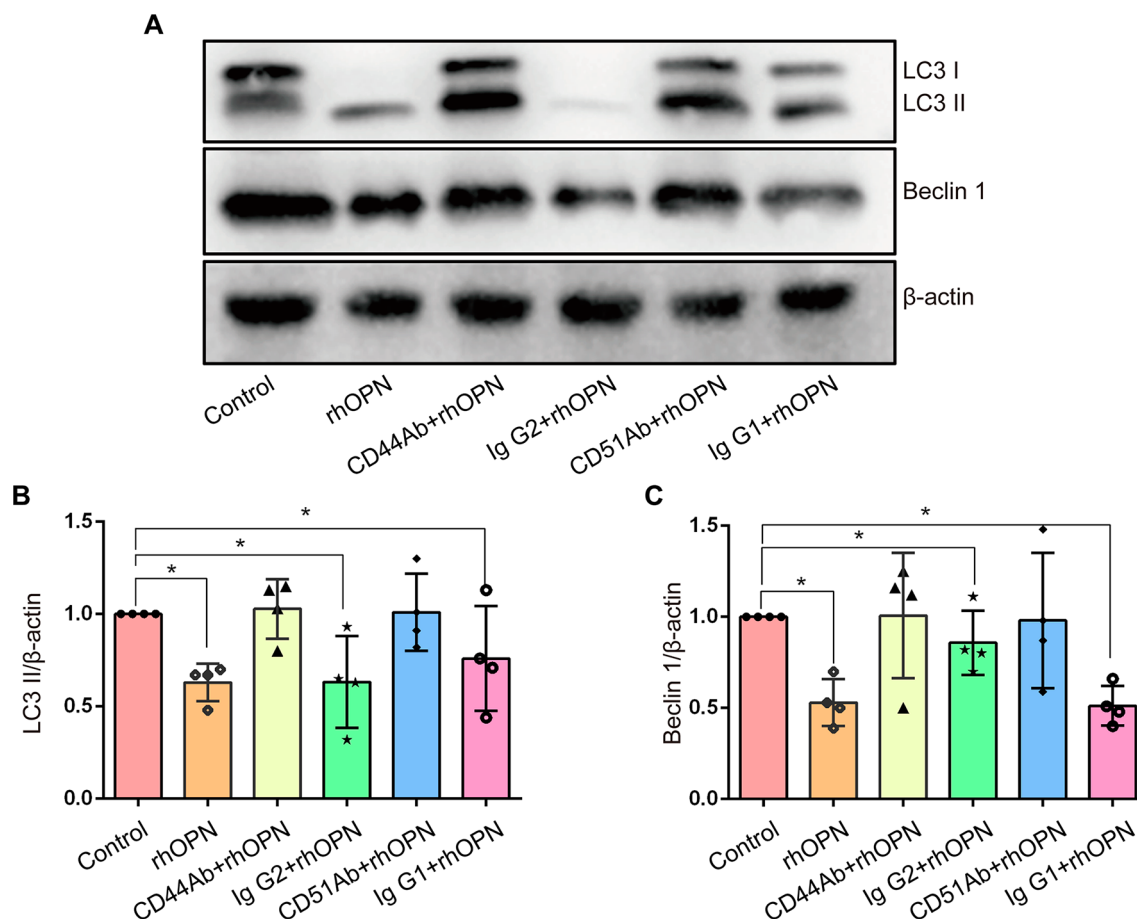 A
LC3 I
LC3 II
Beclin 1
β-actin
Control
rhOPN
CD44Ab+rhOPN
Ig G2+rhOPN
CD51Ab+rhOPN
Ig G1+rhOPN
B
LC3 II/β-actin
1.5
1.0
0.5
0.0
*
*
*
Control
rhOPN
CD44Ab+rhOPN
Ig G2+rhOPN
CD51Ab+rhOPN
Ig G1+rhOPN
C
Beclin 1/β-actin
1.5
1.0
0.5
0.0
*
*
*
Control
rhOPN
CD44Ab+rhOPN
Ig G2+rhOPN
CD51Ab+rhOPN
Ig G1+rhOPN